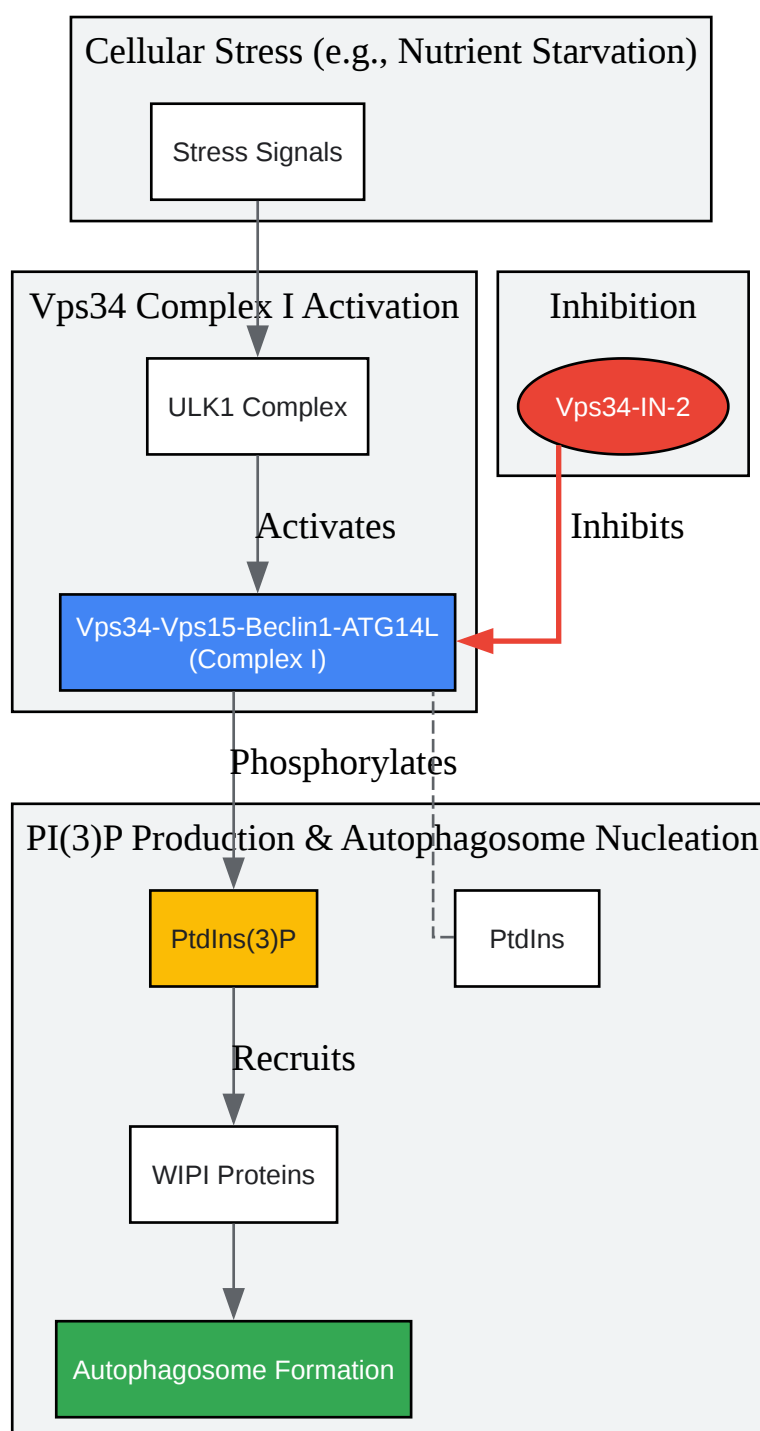 Cellular Stress (e.g., Nutrient Starvation)
Stress Signals
Vps34 Complex I Activation
Inhibition
ULK1 Complex
Vps34-IN-2
Activates
Inhibits
Vps34-Vps15-Beclin1-ATG14L
(Complex I)
Phosphorylates
PI(3)P Production & Autophagosome Nucleation
PtdIns(3)P
PtdIns
Recruits
WIPI Proteins
Autophagosome Formation